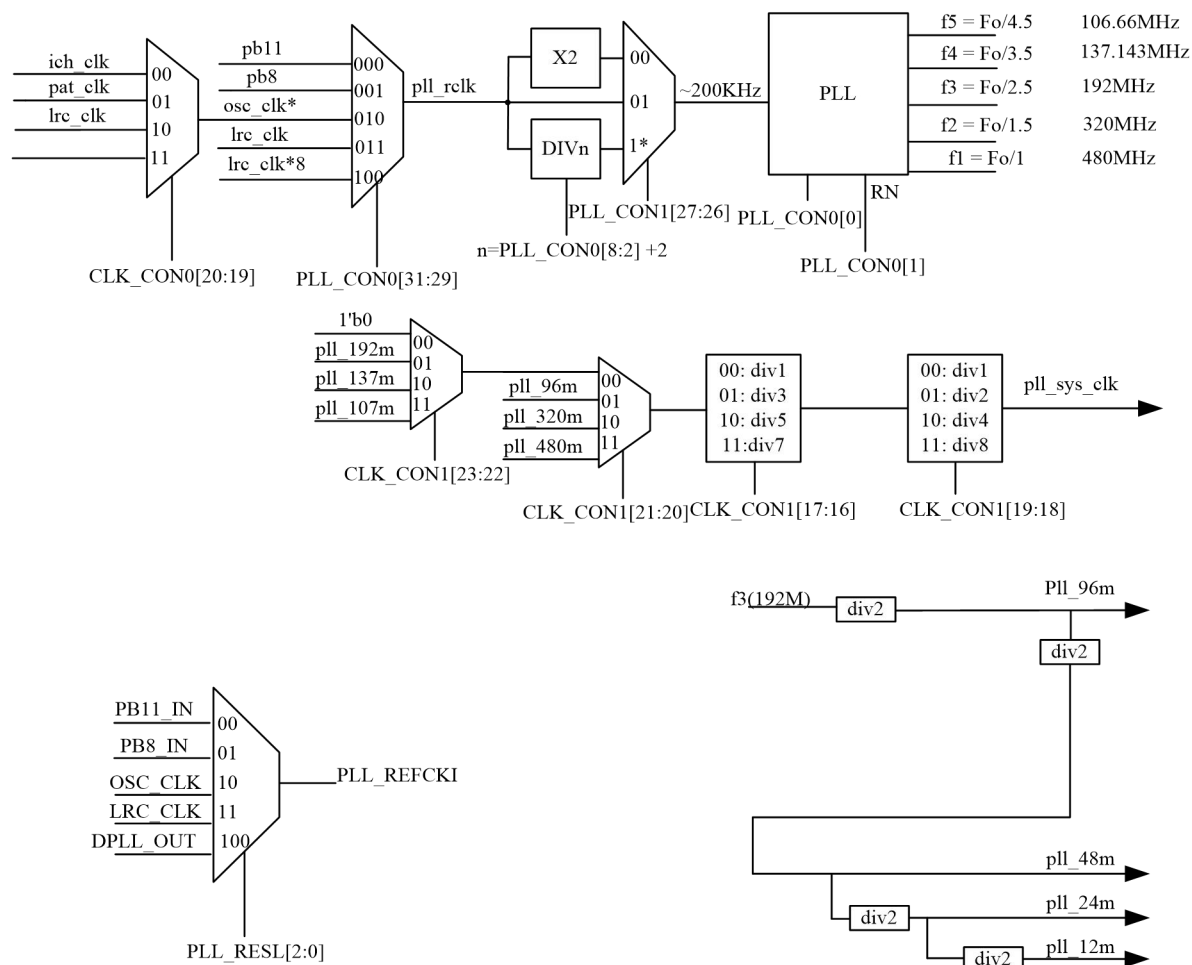 ich_clk
pat_clk
lrc_clk
00
01
10
11
CLK_CON0[20:19]
pb11
pb8
osc_clk*
lrc_clk
lrc_clk*8
000
001
010
011
100
PLL_CON0[31:29]
pll_rclk
X2
DIVn
n=PLL_CON0[8:2] +2
00
01
1*
PLL_CON1[27:26]
~200KHz
PLL
PLL_CON0[0]
RN
PLL_CON0[1]
f5 = Fo/4.5 106.66MHz
f4 = Fo/3.5 137.143MHz
f3 = Fo/2.5 192MHz
f2 = Fo/1.5 320MHz
f1 = Fo/1 480MHz
1'b0
pll_192m
pll_137m
pll_107m
00
01
10
11
CLK_CON1[23:22]
pll_96m
pll_320m
pll_480m
00
01
10
11
CLK_CON1[21:20]
00: div1
01: div3
10: div5
11:div7
CLK_CON1[17:16]
00: div1
01: div2
10: div4
11: div8
CLK_CON1[19:18]
pll_sys_clk
f3(192M)
div2
Pll_96m
div2
pll_48m
div2
pll_24m
div2
pll_12m
PB11_IN
PB8_IN
OSC_CLK
LRC_CLK
DPLL_OUT
00
01
10
11
100
PLL_REFCKI
PLL_RESL[2:0]